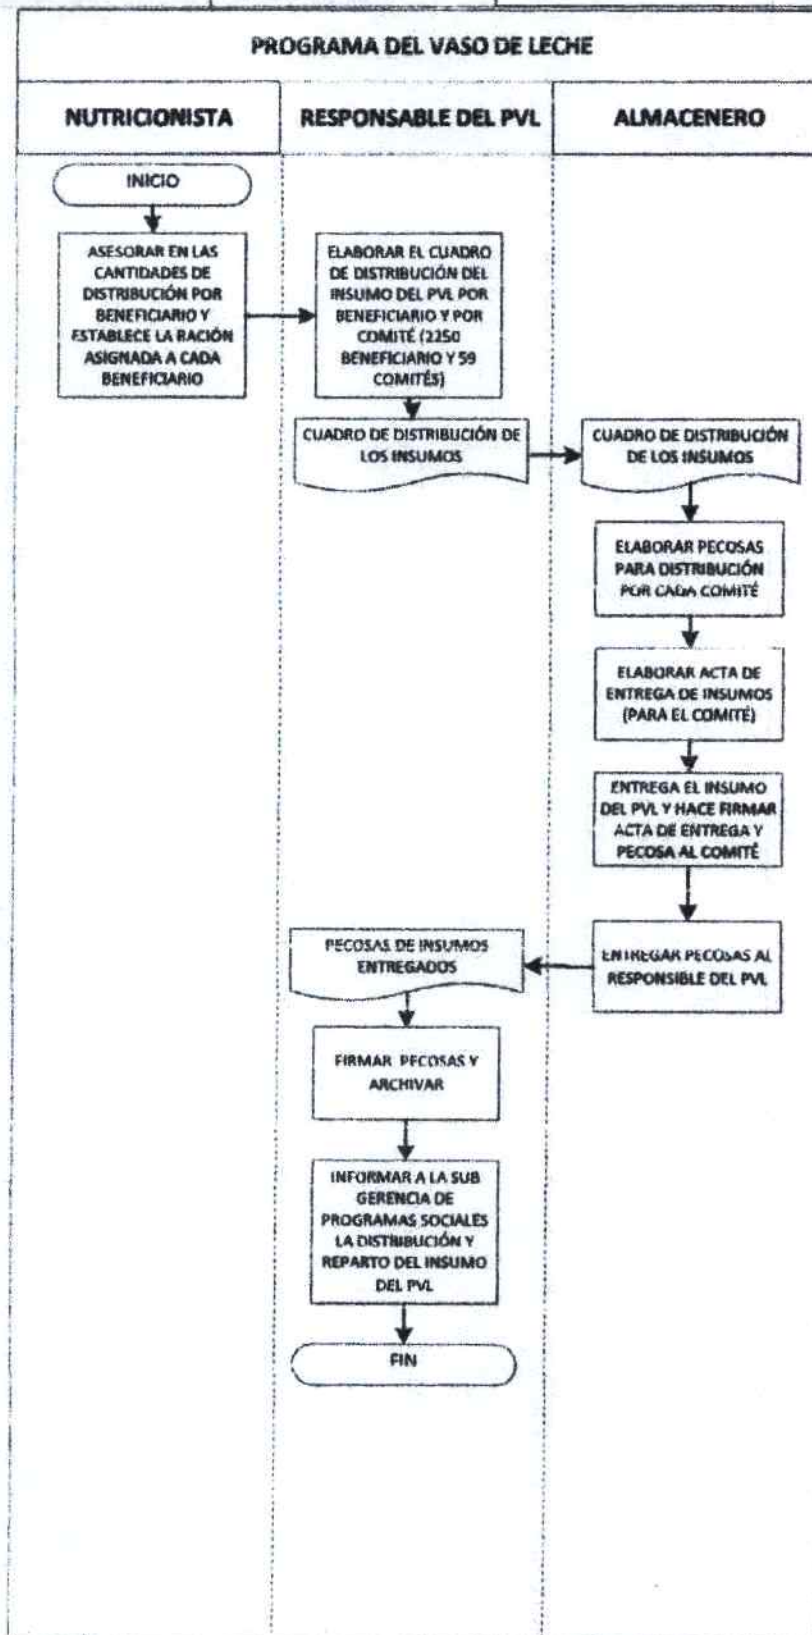 PROGRAMA DEL VASO DE LECHE
NUTRICIONISTA
RESPONSABLE DEL PVL
ALMACENERO
INICIO
ASESORAR EN LAS
CANTIDADES DE
DISTRIBUCIÓN POR
BENEFICIARIO Y
ESTABLECE LA RACIÓN
ASIGNADA A CADA
BENEFICIARIO
ELABORAR EL CUADRO
DE DISTRIBUCIÓN DEL
INSUMO DEL PVL POR
BENEFICIARIO Y POR
COMITÉ (2250
BENEFICIARIO Y 59
COMITÉS)
CUADRO DE DISTRIBUCIÓN DE
LOS INSUMOS
CUADRO DE DISTRIBUCIÓN
DE LOS INSUMOS
ELABORAR PECOSAS
PARA DISTRIBUCIÓN
POR CADA COMITÉ
ELABORAR ACTA DE
ENTREGA DE INSUMOS
(PARA EL COMITÉ)
ENTREGA EL INSUMO
DEL PVL Y HACE FIRMAR
ACTA DE ENTREGA Y
PECOSA AL COMITÉ
ENTREGAR PECOSAS AL
RESPONSIBLE DEL PVL
PECOSAS DE INSUMOS
ENTREGADOS
FIRMAR PECOSAS Y
ARCHIVAR
INFORMAR A LA SUB
GERENCIA DE
PROGRAMAS SOCIALES
LA DISTRIBUCIÓN Y
REPARTO DEL INSUMO
DEL PVL
FIN